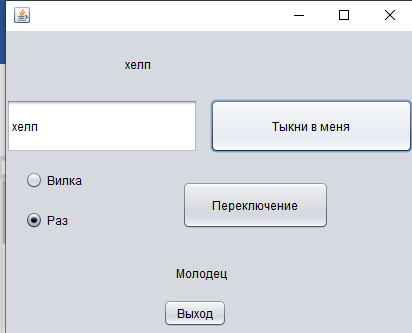 хелп
хелп
Тыкни в меня
Вилка
Переключение
Раз
Молодец
Выход